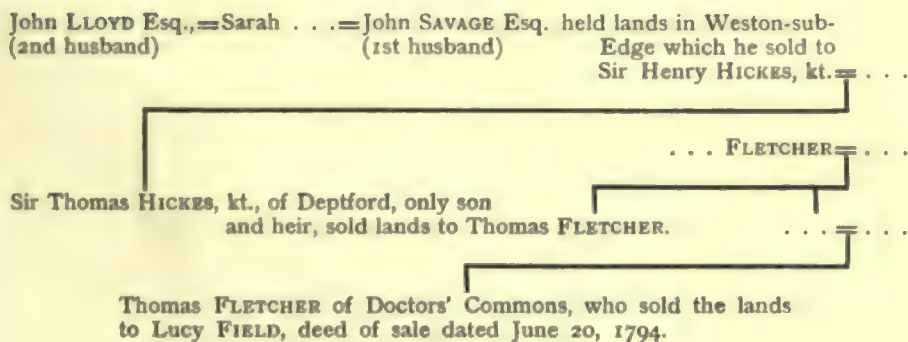 John LLOYD Esq.,=Sarah . . .=John SAVAGE Esq. held lands in Weston-sub-
(2nd husband) (1st husband) Edge which he sold to
Sir Henry HICKES, kt.= . . .
. . . FLETCHER= . . .
Sir Thomas HICKES, kt., of Deptford, only son
and heir, sold lands to Thomas FLETCHER. . . .= . . .
Thomas FLETCHER of Doctors' Commons, who sold the lands
to Lucy FIELD, deed of sale dated June 20, 1794.